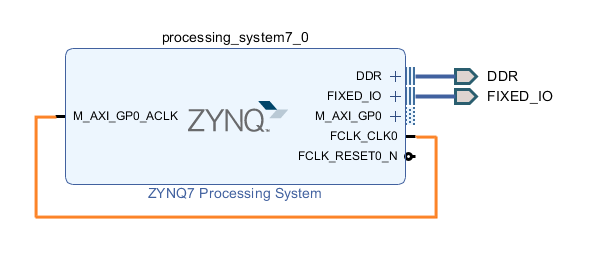 processing_system7_0
DDR
DDR
FIXED_IO
FIXED_IO
M_AXI_GP0_ACLK
ZYNQ
M_AXI_GP0
FCLK_CLK0
FCLK_RESET0_N
ZYNQ7 Processing System